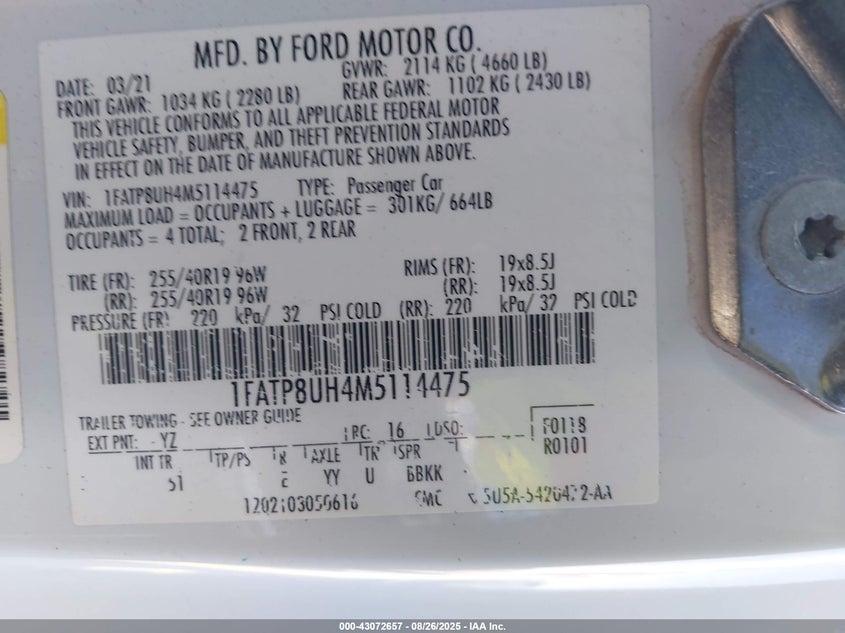 MFD. BY FORD MOTOR CO.
DATE: 03/21 GVWR: 2114 KG ( 4660 LB)
FRONT GAWR: 1034 KG ( 2280 LB) REAR GAWR: 1102 KG ( 2430 LB)
THIS VEHICLE CONFORMS TO ALL APPLICABLE FEDERAL MOTOR
VEHICLE SAFETY, BUMPER, AND THEFT PREVENTION STANDARDS
IN EFFECT ON THE DATE OF MANUFACTURE SHOWN ABOVE.
VIN: 1FATP8UH4M5114475 TYPE: Passenger Car
MAXIMUM LOAD = OCCUPANTS + LUGGAGE = 301KG/ 664LB
OCCUPANTS = 4 TOTAL; 2 FRONT, 2 REAR
TIRE (FR): 255/40R19 96W RIMS (FR): 19x8.5J
(RR): 255/40R19 96W (RR): 19x8.5J
PRESSURE (FR): 220 kPa/ 32 PSI COLD (RR): 220 kPa/ 32 PSI COLD
1FATP8UH4M5114475
TRAILER TOWING - SEE OWNER GUIDE
EXT PNT: YZ RC: 16 DSO: F0118
INT TR TP/PS R AXLE TR SPR R0101
51 YY U BBKK
000-43072657 - 08/26/2025 - IAA Inc.